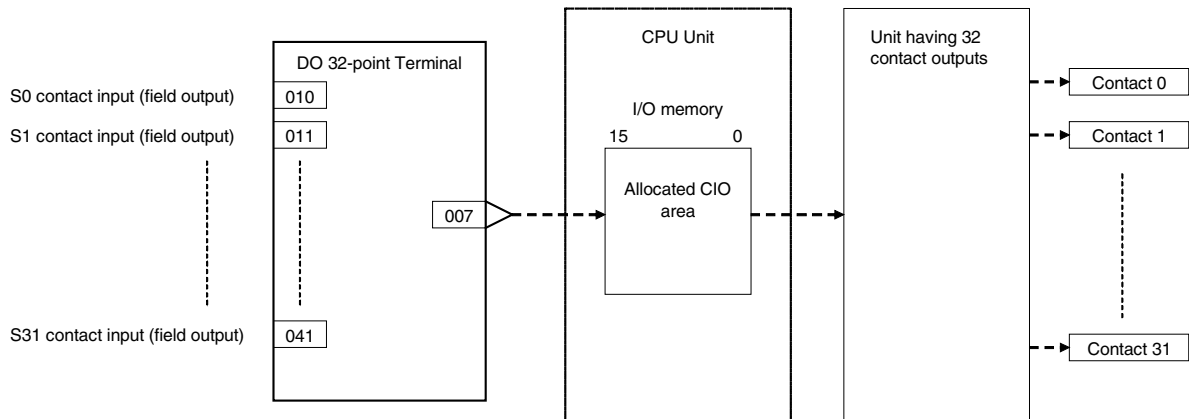 CPU Unit
Unit having 32
contact outputs
DO 32-point Terminal
S0 contact input (field output)
010
Contact 0
I/O memory
S1 contact input (field output)
011
15
0
Contact 1
Allocated CIO
area
007
S31 contact input (field output)
041
Contact 31